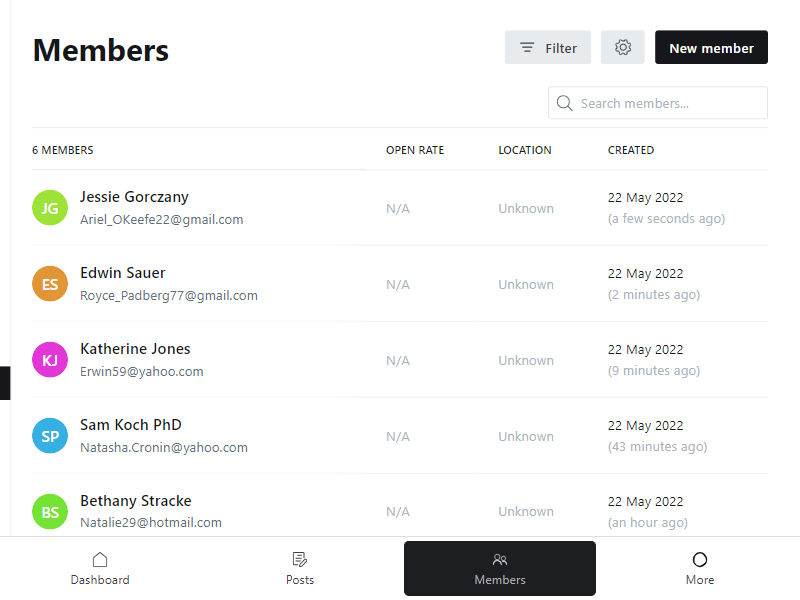 Members
Filter
New member
Search members...
6 MEMBERS OPEN RATE LOCATION CREATED
JG Jessie Gorczany N/A Unknown 22 May 2022
Ariel_OKeefe22@gmail.com (a few seconds ago)
ES Edwin Sauer N/A Unknown 22 May 2022
Royce_Padberg77@gmail.com (2 minutes ago)
KJ Katherine Jones N/A Unknown 22 May 2022
Erwin59@yahoo.com (9 minutes ago)
SP Sam Koch PhD N/A Unknown 22 May 2022
Natasha.Cronin@yahoo.com (43 minutes ago)
BS Bethany Stracke N/A Unknown 22 May 2022
Natalie29@hotmail.com (an hour ago)
Dashboard Posts Members More